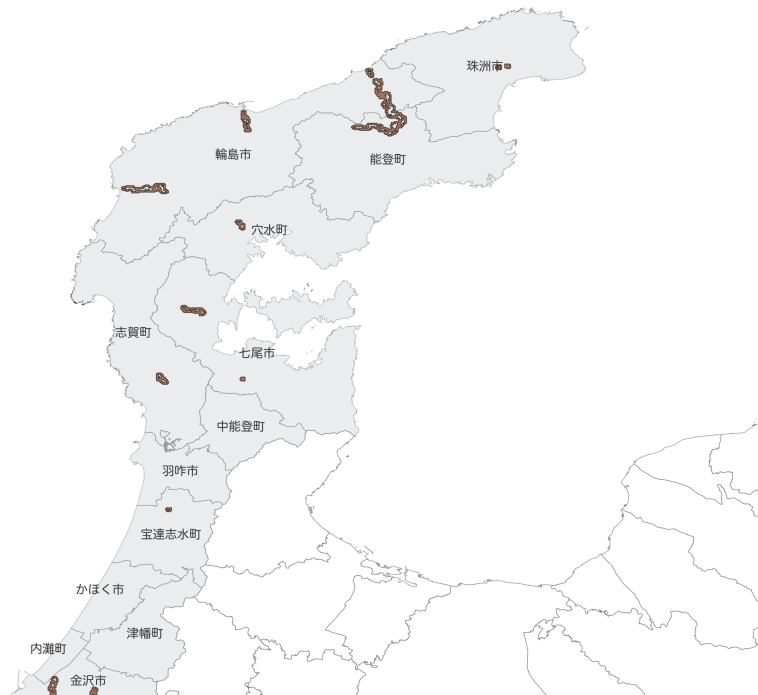 珠洲市
輪島市
能登町
穴水町
志賀町
七尾市
中能登町
羽咋市
宝達志水町
かほく市
津幡町
内灘町
金沢市